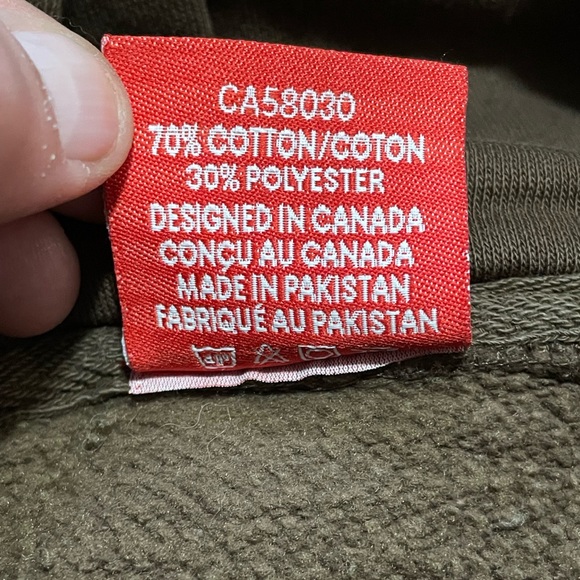 CA58030
70% COTTON/COTON
30% POLYESTER
DESIGNED IN CANADA
CONÇU AU CANADA
MADE IN PAKISTAN
FABRIQUÉ AU PAKISTAN